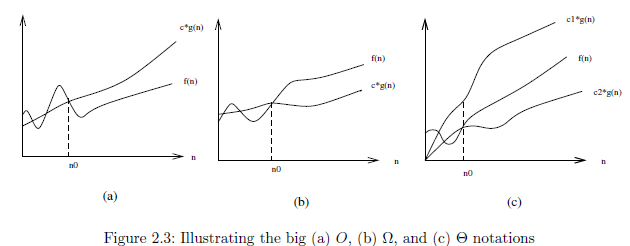 c*g(n)
f(n)
n0
n
(a)
f(n)
c*g(n)
n0
n
(b)
c1*g(n)
f(n)
c2*g(n)
n0
n
(c)
Figure 2.3: Illustrating the big (a) O, (b) Ω, and (c) Θ notations